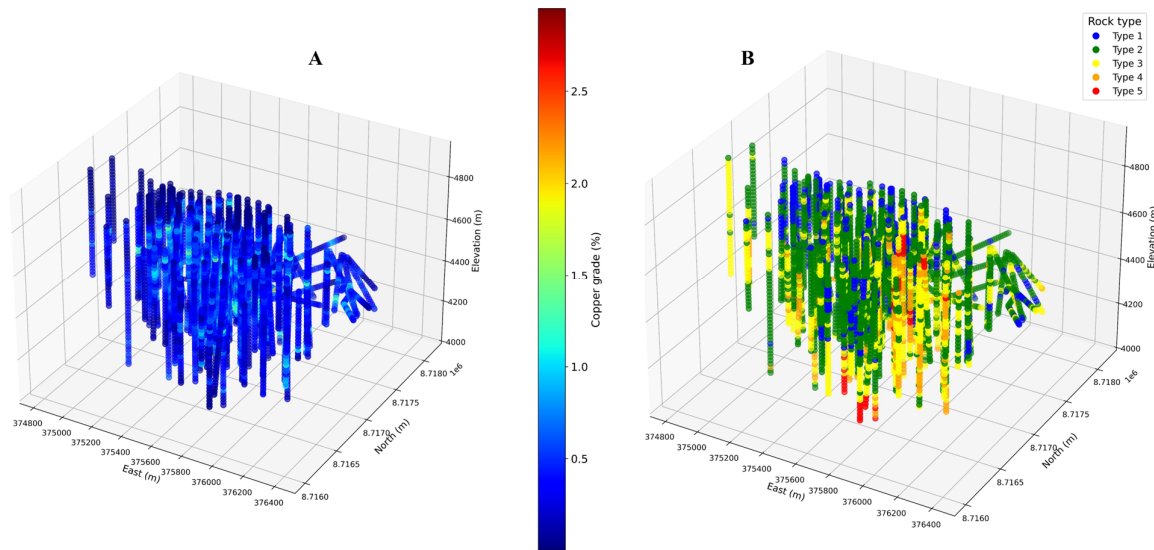 A
4800
4600
4400
4200
4000
Elevation (m)
8.7180
1e6
8.7175
8.7170
8.7165
8.7160
North (m)
374800
375000
375200
375400
375600
375800
376000
376200
376400
East (m)
2.5
2.0
1.5
1.0
0.5
Copper grade (%)
B
Rock type
Type 1
Type 2
Type 3
Type 4
Type 5
4800
4600
4400
4200
4000
Elevation (m)
8.7180
1e6
8.7175
8.7170
8.7165
8.7160
North (m)
374800
375000
375200
375400
375600
375800
376000
376200
376400
East (m)